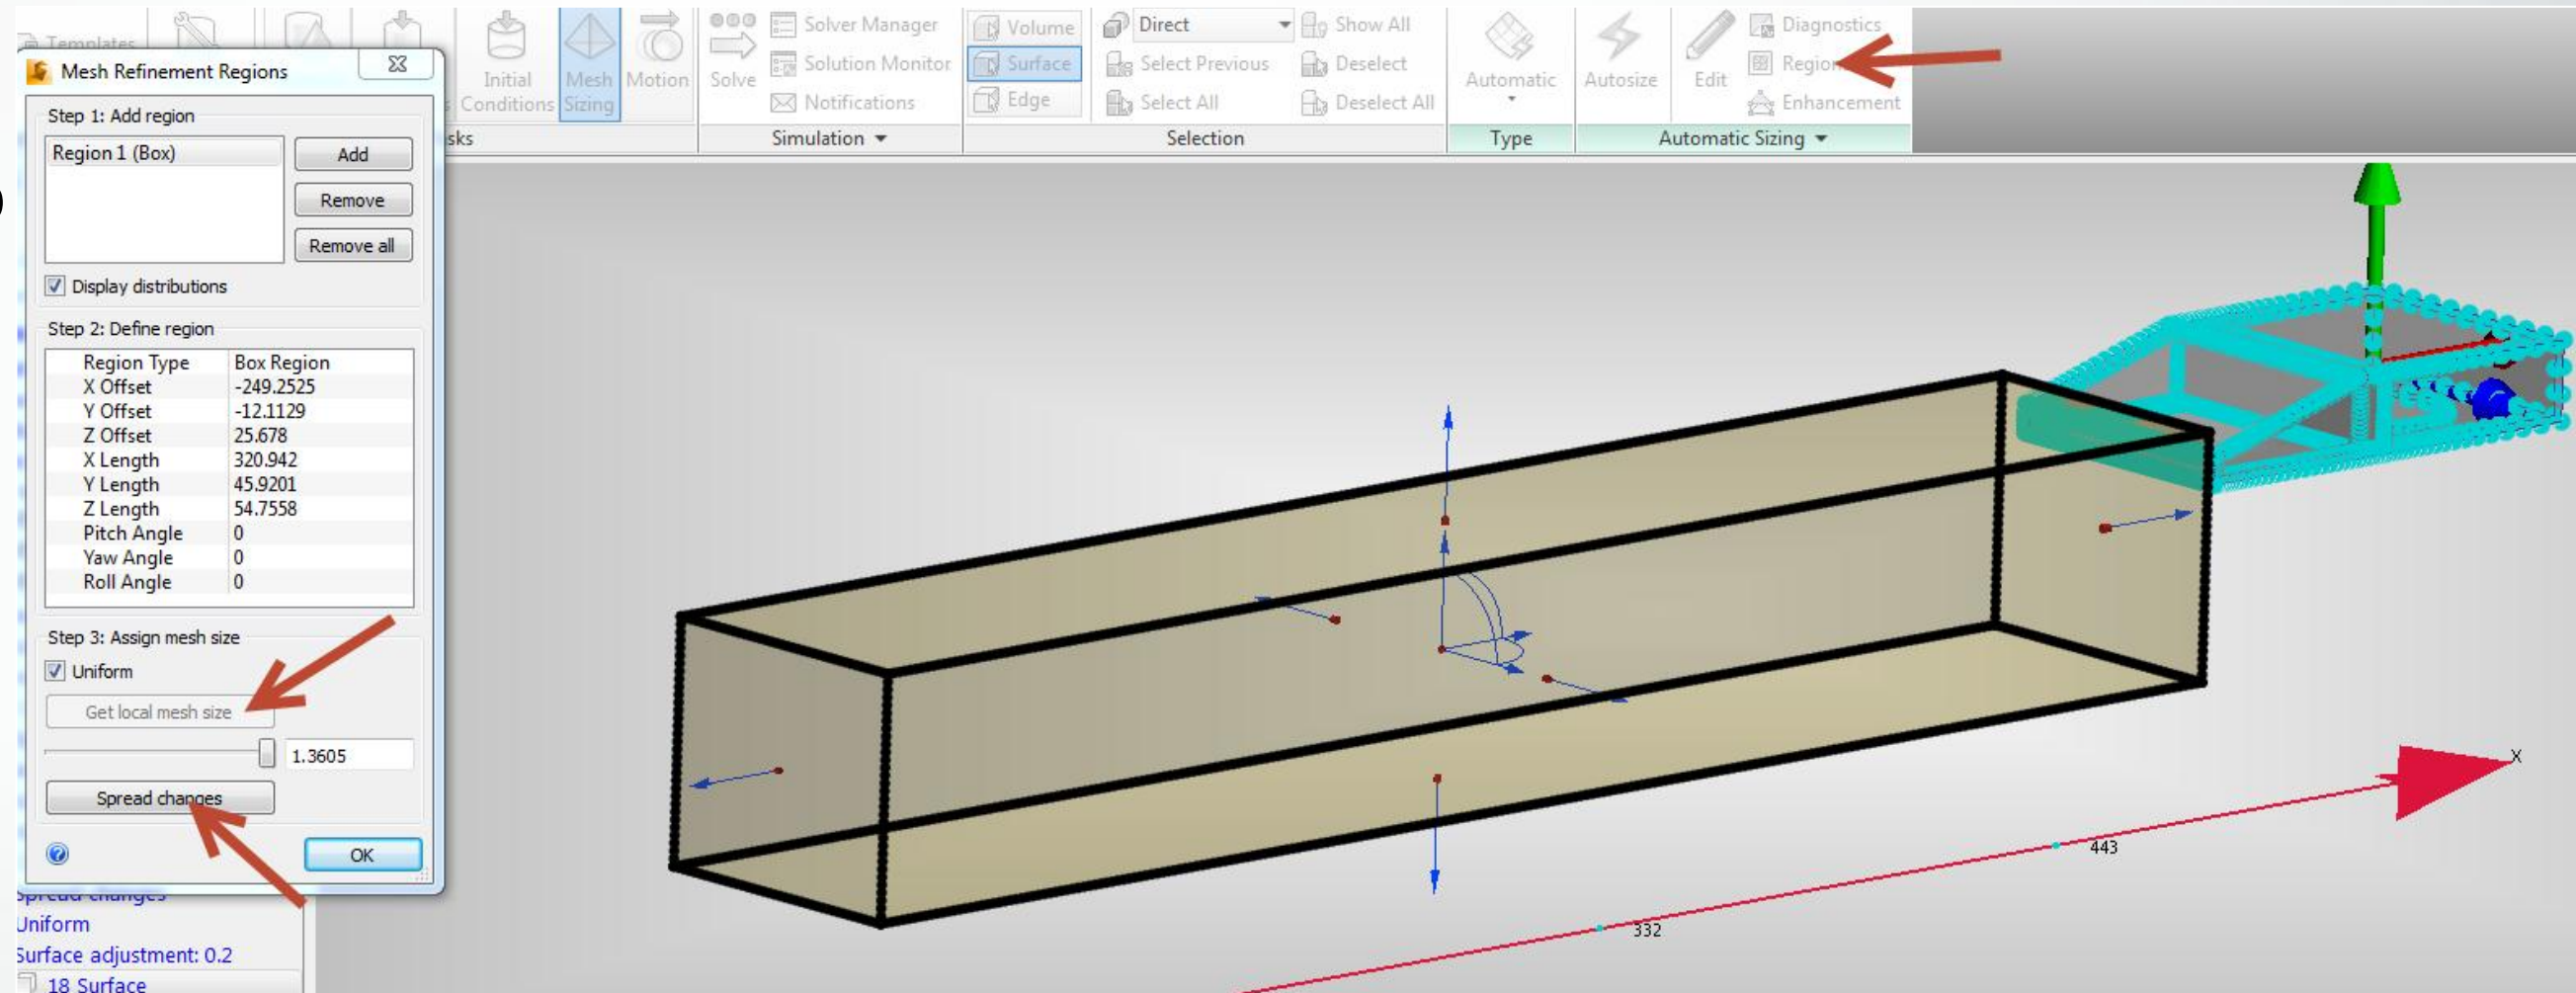 Templates
Mesh Refinement Regions
Step 1: Add region
Region 1 (Box)
Add
Remove
Remove all
Display distributions
Step 2: Define region
Region Type Box Region
X Offset -249.2525
Y Offset -12.1129
Z Offset 25.678
X Length 320.942
Y Length 45.9201
Z Length 54.7558
Pitch Angle 0
Yaw Angle 0
Roll Angle 0
Step 3: Assign mesh size
Uniform
Get local mesh size
1.3605
Spread changes
OK
Spread changes
Uniform
Surface adjustment: 0.2
18 Surface
Initial
Conditions
Mesh
Sizing
Motion
sks
Solve
Solver Manager
Solution Monitor
Notifications
Simulation
Volume
Surface
Edge
Direct
Select Previous
Select All
Show All
Deselect
Deselect All
Selection
Automatic
Type
Autosize
Edit
Diagnostics
Region
Enhancement
Automatic Sizing
X
443
332